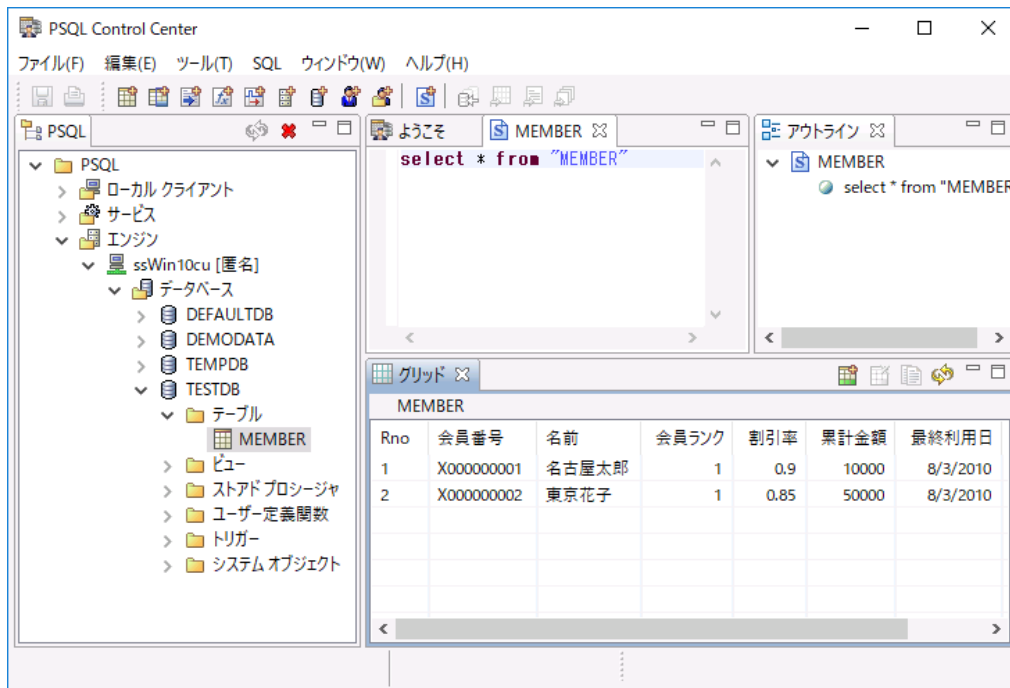 PSQL Control Center
ファイル(F) 編集(E) ツール(T) SQL ウィンドウ(W) ヘルプ(H)
PSQL
PSQL
ローカル クライアント
サービス
エンジン
ssWin10cu [匿名]
データベース
DEFAULTDB
DEMODATA
TEMPDB
TESTDB
テーブル
MEMBER
ビュー
ストアド プロシージャ
ユーザー定義関数
トリガー
システム オブジェクト
ようこそ MEMBER
select * from "MEMBER"
アウトライン
MEMBER
select * from "MEMBER
グリッド
MEMBER
Rno 会員番号 名前 会員ランク 割引率 累計金額 最終利用日
1 X000000001 名古屋太郎 1 0.9 10000 8/3/2010
2 X000000002 東京花子 1 0.85 50000 8/3/2010